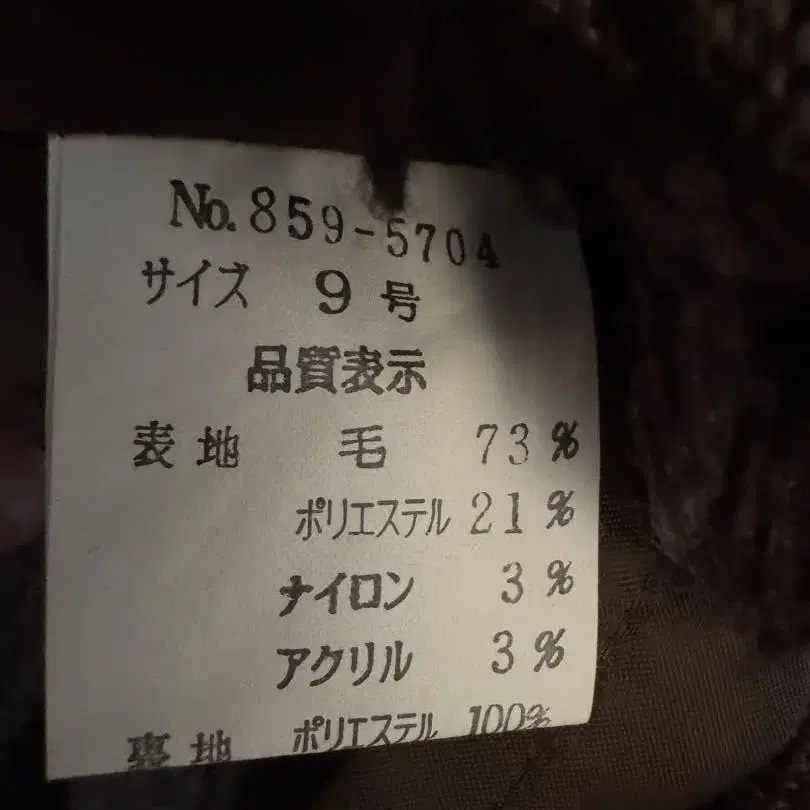 No.859-5704
サイズ 9 号
品質表示
表地 毛 73%
ポリエステル 21%
ナイロン 3%
アクリル 3%
裏地 ポリエステル 100%